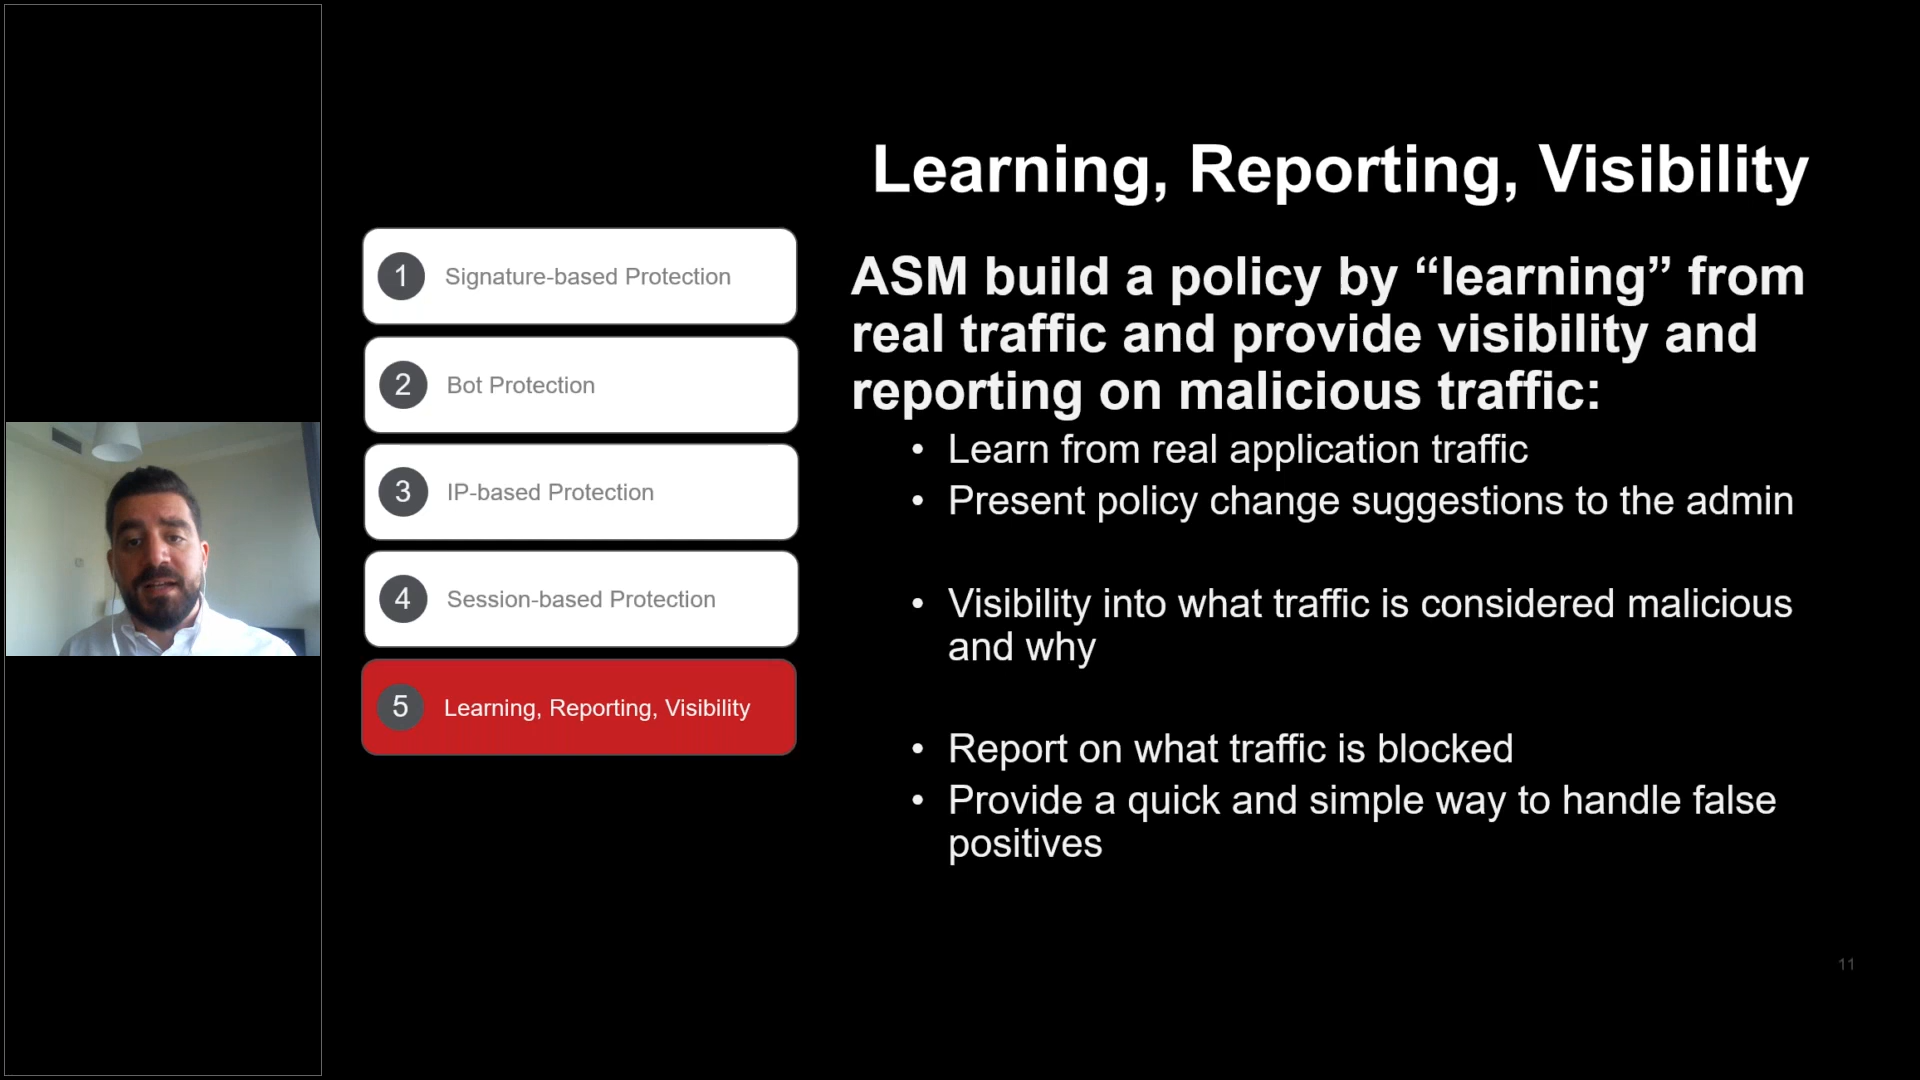 Learning, Reporting, Visibility
1 Signature-based Protection
2 Bot Protection
3 IP-based Protection
4 Session-based Protection
5 Learning, Reporting, Visibility
ASM build a policy by “learning” from
real traffic and provide visibility and
reporting on malicious traffic:
• Learn from real application traffic
• Present policy change suggestions to the admin
• Visibility into what traffic is considered malicious
and why
• Report on what traffic is blocked
• Provide a quick and simple way to handle false
positives
11